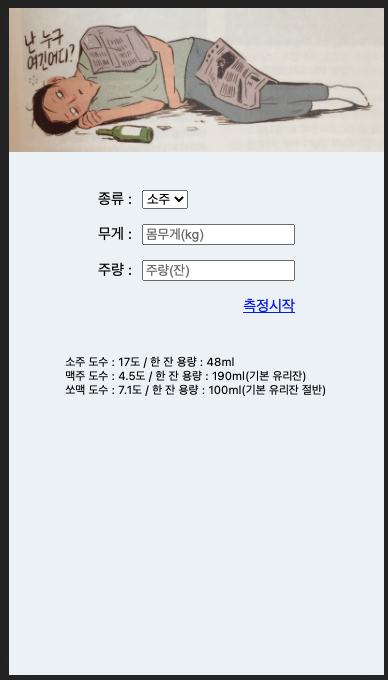 난 누구
여긴어디?
종류 : 소주
무게 : 몸무게(kg)
주량 : 주량(잔)
측정시작
소주 도수 : 17도 / 한 잔 용량 : 48ml
맥주 도수 : 4.5도 / 한 잔 용량 : 190ml(기본 유리잔)
쏘맥 도수 : 7.1도 / 한 잔 용량 : 100ml(기본 유리잔 절반)